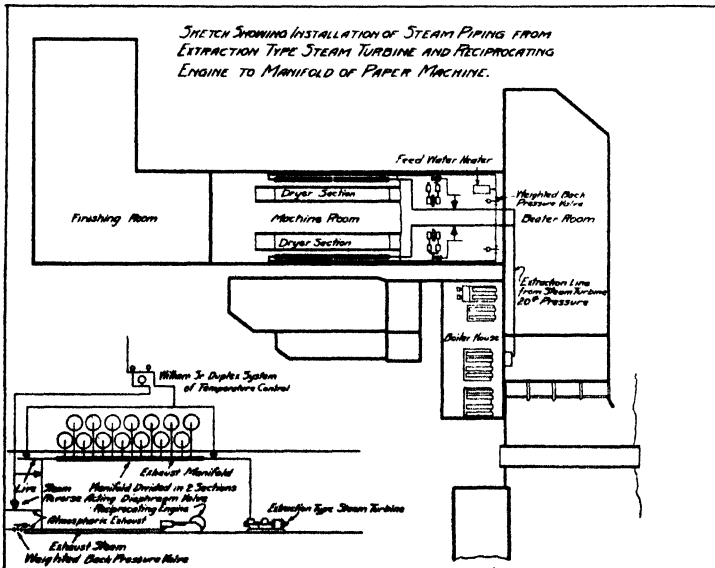 SKETCH SHOWING INSTALLATION OF STEAM PIPING FROM
EXTRACTION TYPE STEAM TURBINE AND RECIPROCATING
ENGINE TO MANIFOLD OF PAPER MACHINE.
Feed Water Heater
Dryer Section
Weighted Back
Pressure Valve
Finishing Room
Machine Room
Beater Room
Dryer Section
Extraction Line
from Steam Turbine
20# Pressure
Boiler House
Witham Sr Duplex System
of Temperature Control
Exhaust Manifold
Live Steam
Manifold Divided in 2 Sections
Reverse Acting Diaphram Valve
Reciprocating Engine
Atmospheric Exhaust
Extraction Type Steam Turbine
Exhaust Steam
Weighted Back Pressure Valve